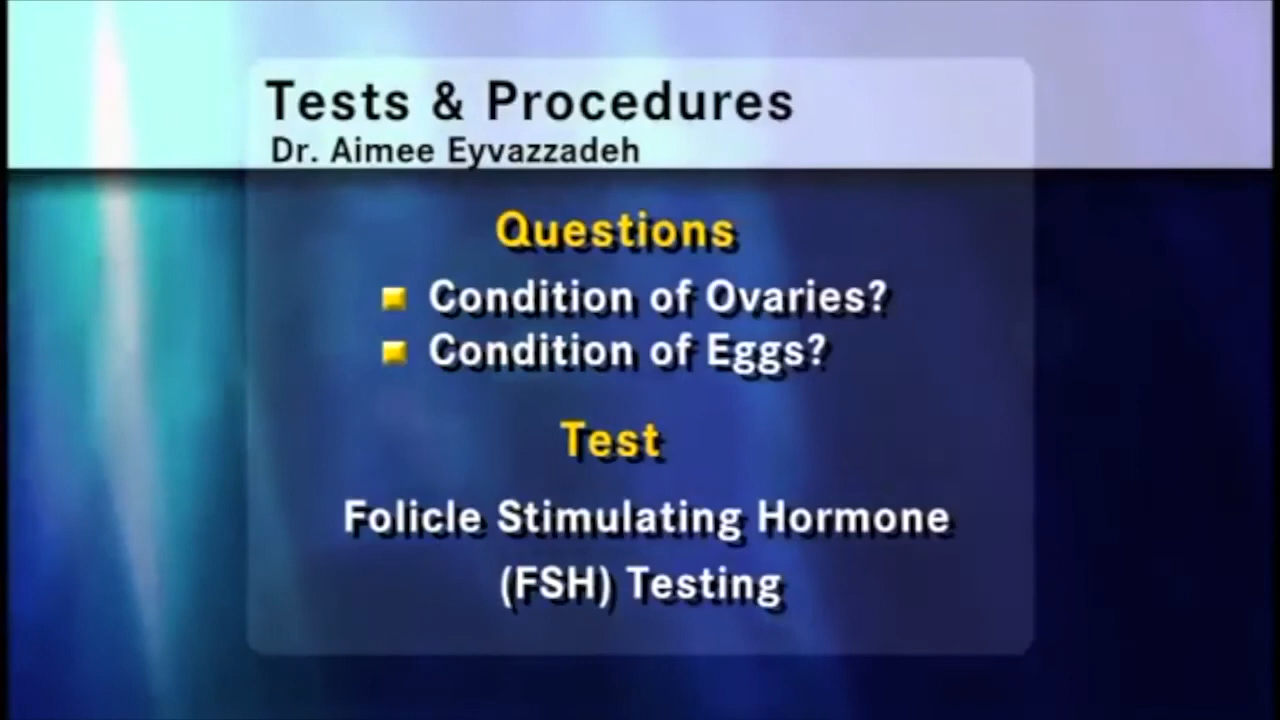 Tests & Procedures
Dr. Aimee Eyvazzadeh
Questions
Condition of Ovaries?
Condition of Eggs?
Test
Folicle Stimulating Hormone
(FSH) Testing